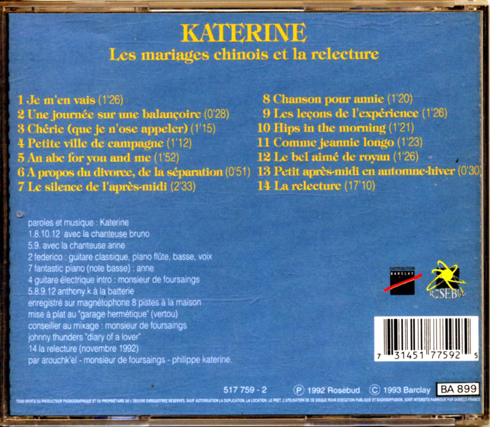 KATERINE
Les mariages chinois et la relecture
1 Je m'en vais (1'26)
2 Une journée sur une balançoire (0'28)
3 Chérie (que je n'ose appeler) (1'15)
4 Petite ville de campagne (1'12)
5 An abc for you and me (1'52)
6 A propos du divorce, de la séparation (0'51)
7 Le silence de l'après-midi (2'33)
8 Chanson pour annie (1'20)
9 Les leçons de l'expérience (1'26)
10 Hips in the morning (1'21)
11 Comme jeannie longo (1'23)
12 Le bel aimé de royan (1'26)
13 Petit après-midi en automne-hiver (0'30)
14 La relecture (17'10)
paroles et musique : Katerine
1.8.10.12 avec la chanteuse bruno
5.9. avec la chanteuse anne
2 federico : guitare classique, piano flûte, basse, voix
7 fantastic piano (note basse) : anne
4 guitare électrique intro : monsieur de foursaings
5.8.9.12 anthony.k à la batterie
enregistré sur magnétophone 8 pistes à la maison
mise à plat au "garage hermétique" (vertou)
conseiller au mixage : monsieur de foursaings
johnny thunders "diary of a lover"
14 la relecture (novembre 1992)
par arouchk'el - monsieur de foursaings - philippe katerine.
BARCLAY
ROSEBUD
7 31451 77592 5
517 759 - 2
Ⓟ 1992 Rosebud
Ⓒ 1993 Barclay
BA 899